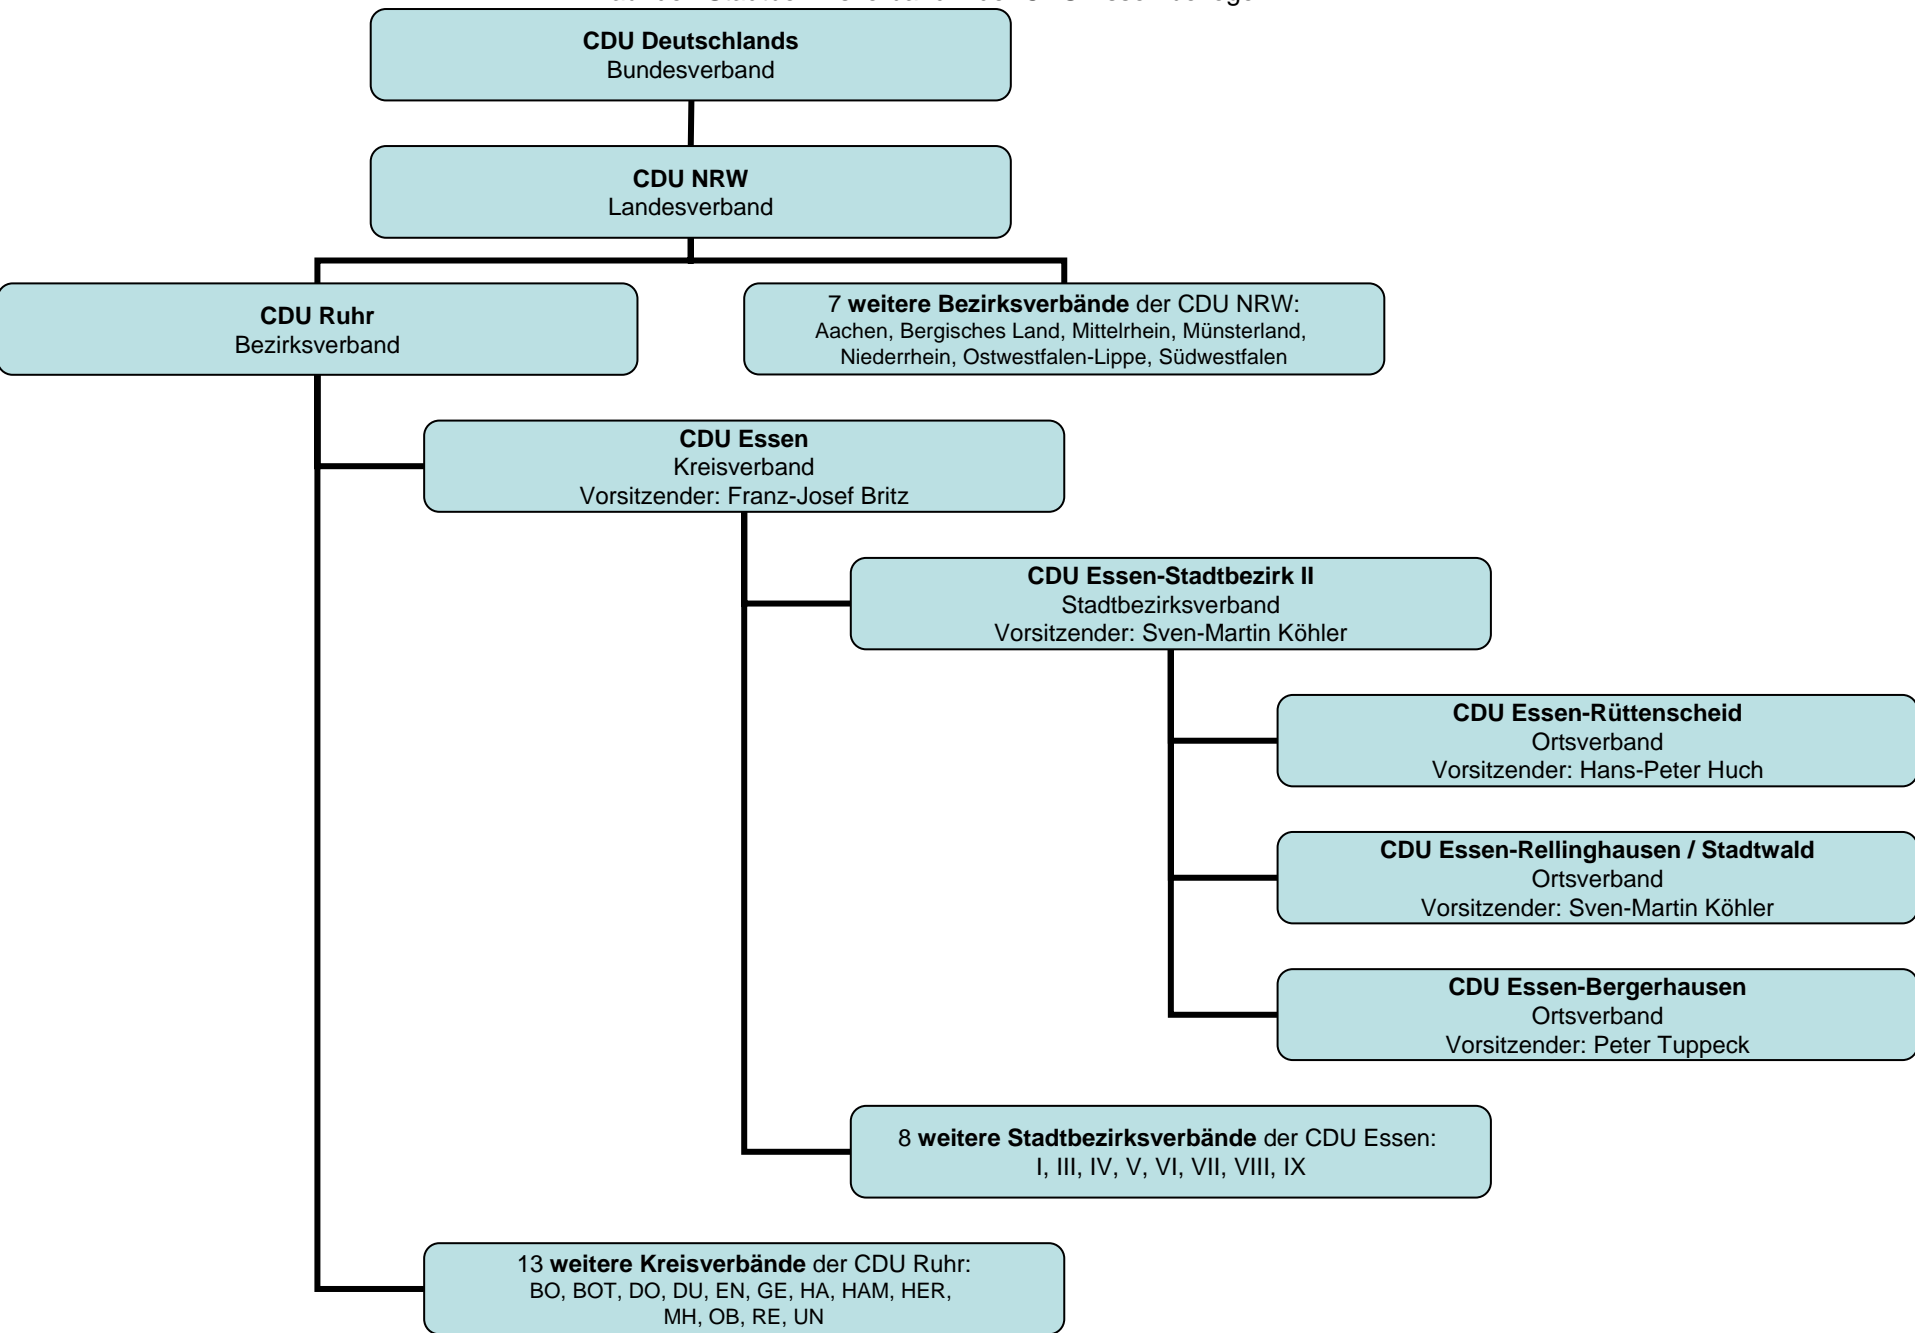 CDU Deutschlands
Bundesverband
CDU NRW
Landesverband
CDU Ruhr
Bezirksverband
7 weitere Bezirksverbände der CDU NRW:
Aachen, Bergisches Land, Mittelrhein, Münsterland,
Niederrhein, Ostwestfalen-Lippe, Südwestfalen
CDU Essen
Kreisverband
Vorsitzender: Franz-Josef Britz
CDU Essen-Stadtbezirk II
Stadtbezirksverband
Vorsitzender: Sven-Martin Köhler
CDU Essen-Rüttenscheid
Ortsverband
Vorsitzender: Hans-Peter Huch
CDU Essen-Rellinghausen / Stadtwald
Ortsverband
Vorsitzender: Sven-Martin Köhler
CDU Essen-Bergerhausen
Ortsverband
Vorsitzender: Peter Tuppeck
8 weitere Stadtbezirksverbände der CDU Essen:
I, III, IV, V, VI, VII, VIII, IX
13 weitere Kreisverbände der CDU Ruhr:
BO, BOT, DO, DU, EN, GE, HA, HAM, HER,
MH, OB, RE, UN